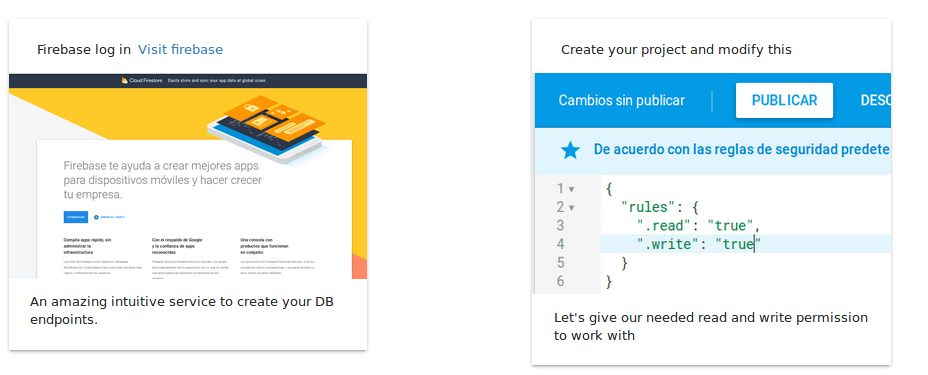 Firebase log in Visit firebase
Cloud Firestore Easily store and sync your app data at global scale
Firebase te ayuda a crear mejores apps
para dispositivos móviles y hacer crecer
tu empresa.
Compila apps rápido, sin
administrar la
infraestructura
Con el respaldo de Google
y la confianza de apps
reconocidas
Una consola con
productos que funcionan
en conjunto
An amazing intuitive service to create your DB
endpoints.
Create your project and modify this
Cambios sin publicar PUBLICAR DESC
De acuerdo con las reglas de seguridad predete
1 {
2 "rules": {
3 ".read": "true",
4 ".write": "true"
5 }
6 }
Let's give our needed read and write permission
to work with